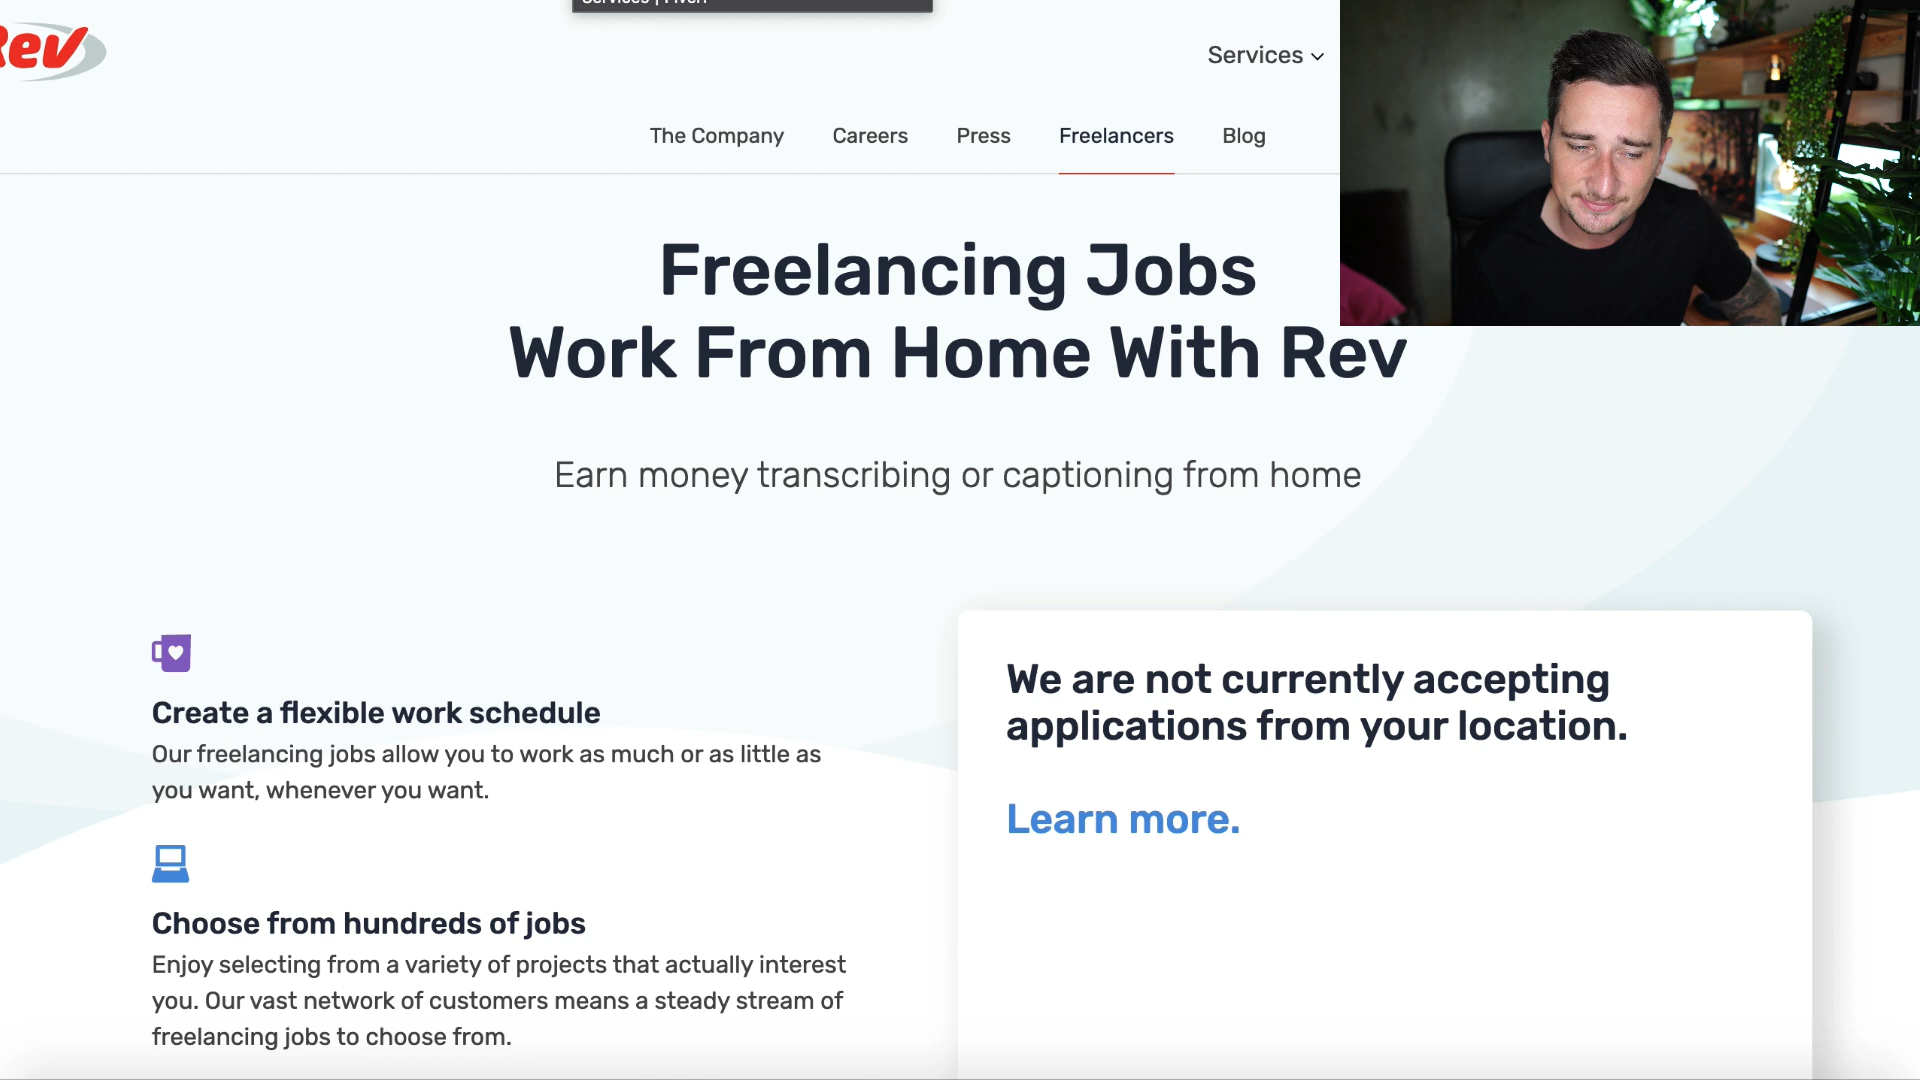 Rev
Services
The Company
Careers
Press
Freelancers
Blog
Freelancing Jobs
Work From Home With Rev
Earn money transcribing or captioning from home
Create a flexible work schedule
Our freelancing jobs allow you to work as much or as little as
you want, whenever you want.
Choose from hundreds of jobs
Enjoy selecting from a variety of projects that actually interest
you. Our vast network of customers means a steady stream of
freelancing jobs to choose from.
We are not currently accepting
applications from your location.
Learn more.